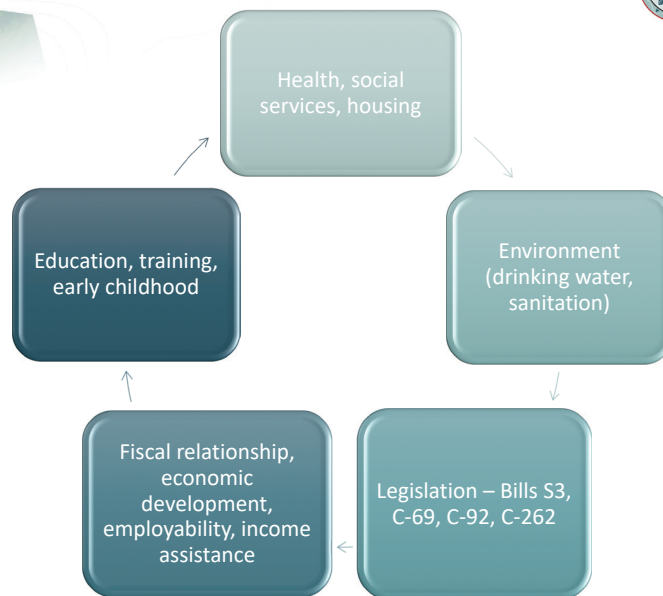 Health, social
services, housing
Environment
(drinking water,
sanitation)
Legislation – Bills S3,
C-69, C-92, C-262
Fiscal relationship,
economic
development,
employability, income
assistance
Education, training,
early childhood